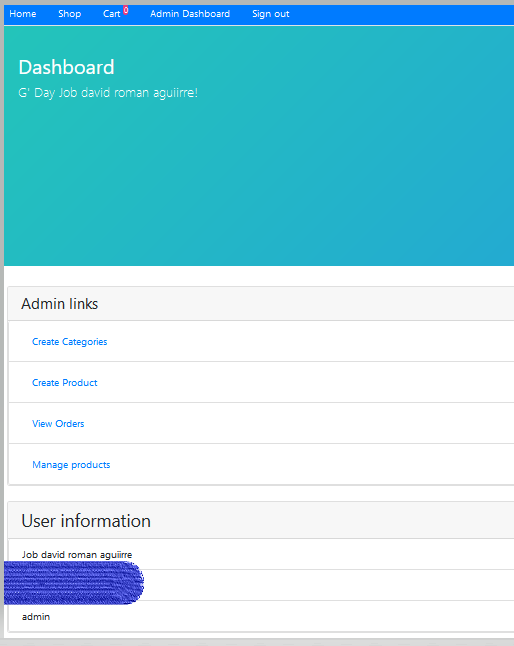 Home Shop Cart 0 Admin Dashboard Sign out
Dashboard
G' Day Job david roman aguiirre!
Admin links
Create Categories
Create Product
View Orders
Manage products
User information
Job david roman aguiirre
admin